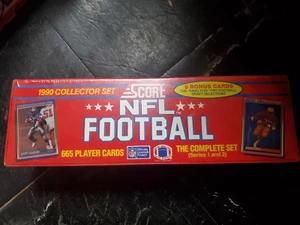 1990 COLLECTOR SET
SCORE
5 BONUS CARDS
NFL
FOOTBALL
665 PLAYER CARDS
THE COMPLETE SET
(Series 1 and 2)
51